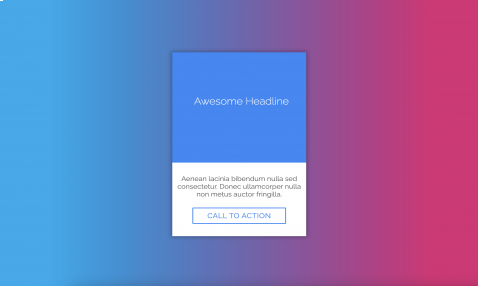 Awesome Headline
Aenean lacinia bibendum nulla sed
consectetur. Donec ullamcorper nulla
non metus auctor fringilla.
CALL TO ACTION